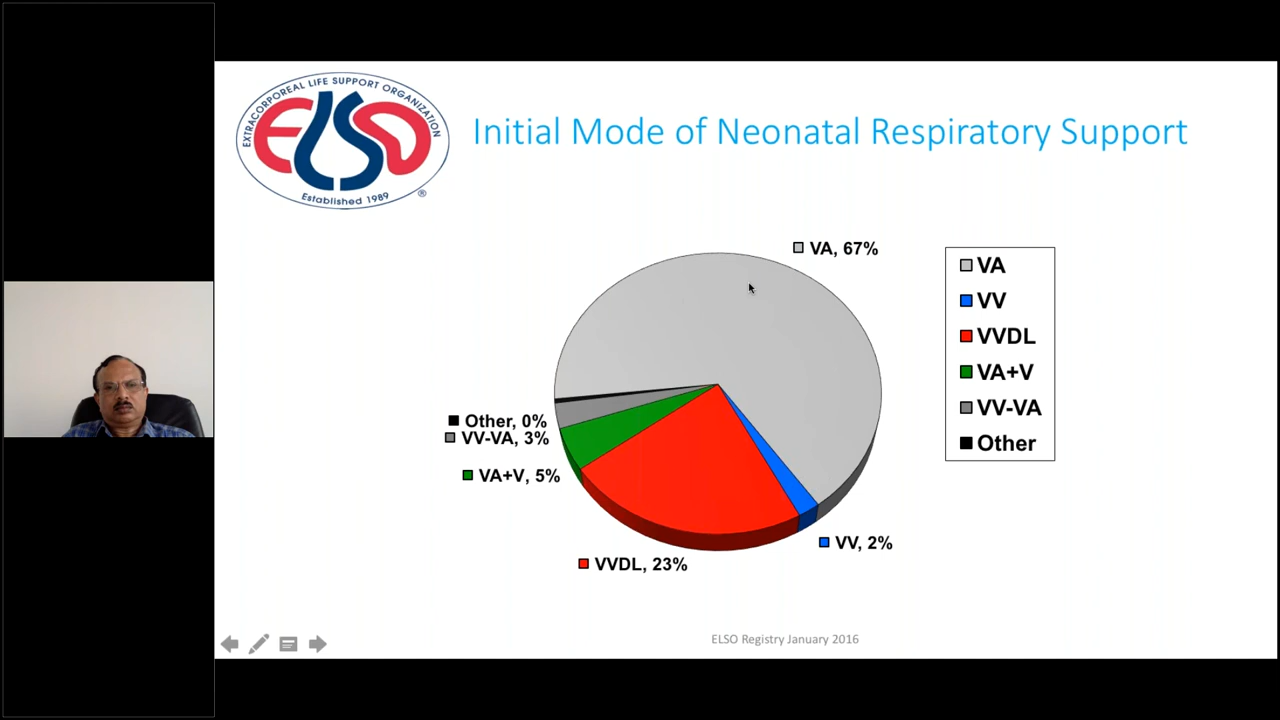 EXTRACORPOREAL LIFE SUPPORT ORGANIZATION
ELSO
Established 1989
®
Initial Mode of Neonatal Respiratory Support
VA, 67%
VA
VV
VVDL
VA+V
VV-VA
Other
Other, 0%
VV-VA, 3%
VA+V, 5%
VV, 2%
VVDL, 23%
ELSO Registry January 2016